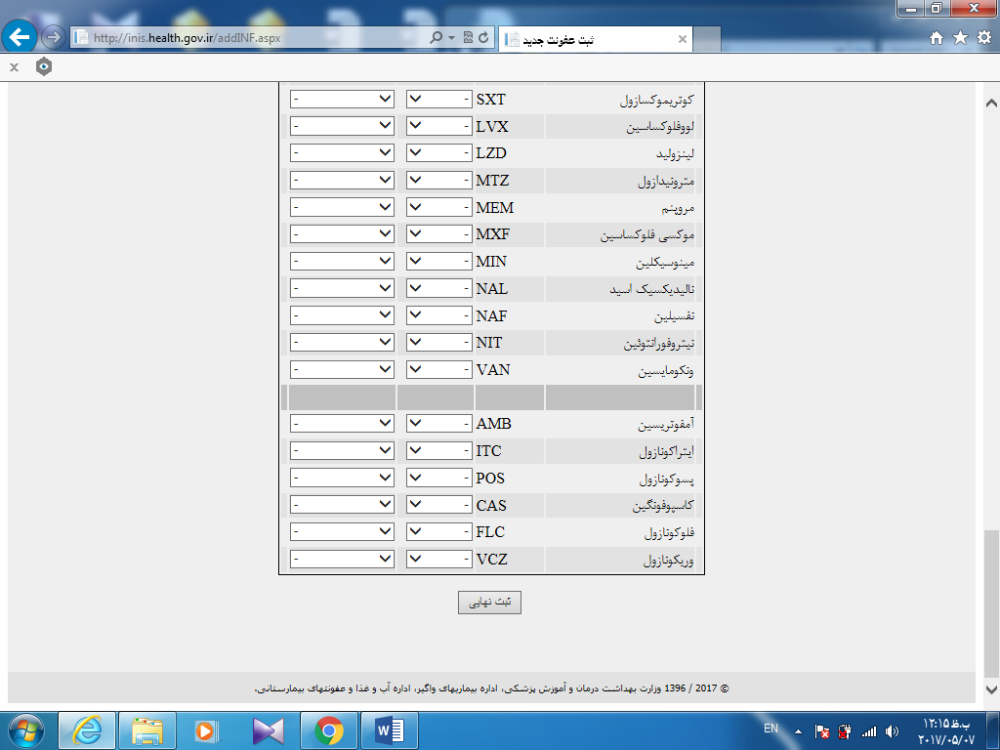 http://inis.health.gov.ir/addINF.aspx
ثبت عفونت جدید
کوتریموکسازول SXT - -
لووفلوکساسین LVX - -
لینزولید LZD - -
مترونیدازول MTZ - -
مروپنم MEM - -
موکسی فلوکساسین MXF - -
مینوسیکلین MIN - -
نالیدیکسیک اسید NAL - -
نفسیلین NAF - -
نیتروفورانتوئین NIT - -
ونکومایسین VAN - -
آمفوتریسین AMB - -
ایتراکونازول ITC - -
پسوکونازول POS - -
کاسپوفونگین CAS - -
فلوکونازول FLC - -
وریکونازول VCZ - -
ثبت نهایی
© 2017 / 1396 وزارت بهداشت درمان و آموزش پزشکی، اداره بیماریهای واگیر، اداره آب و غذا و عفونتهای بیمارستانی.
EN
ب.ظ ۱۲:۱۵
۲۰۱۷/۰۵/۰۷